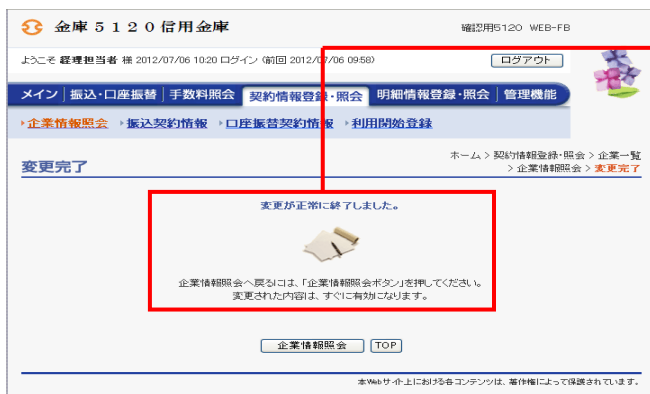 金庫5120信用金庫
確認用5120 WEB-FB
ようこそ 経理担当者 様 2012/07/06 10:20 ログイン (前回 2012/07/06 09:58)
ログアウト
メイン 振込・口座振替 手数料照会 契約情報登録・照会 明細情報登録・照会 管理機能
企業情報照会 振込契約情報 口座振替契約情報 利用開始登録
変更完了
ホーム > 契約情報登録・照会 > 企業一覧
> 企業情報照会 > 変更完了
変更が正常に終了しました。
企業情報照会へ戻るには、「企業情報照会ボタン」を押してください。
変更された内容は、すぐに有効になります。
企業情報照会 TOP
本Webサイト上における各コンテンツは、著作権によって保護されています。